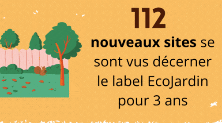 112
nouveaux sites se
sont vus décerner
le label EcoJardin
pour 3 ans